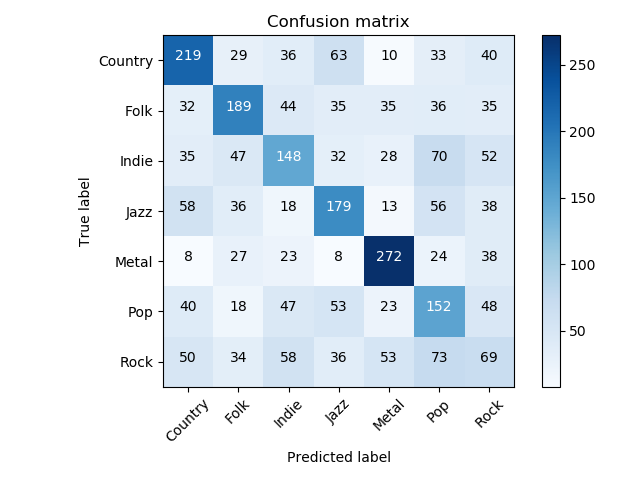 Confusion matrix
Country 219 29 36 63 10 33 40
Folk 32 189 44 35 35 36 35
Indie 35 47 148 32 28 70 52
Jazz 58 36 18 179 13 56 38
Metal 8 27 23 8 272 24 38
Pop 40 18 47 53 23 152 48
Rock 50 34 58 36 53 73 69
Country Folk Indie Jazz Metal Pop Rock
Predicted label
True label
250
200
150
100
50